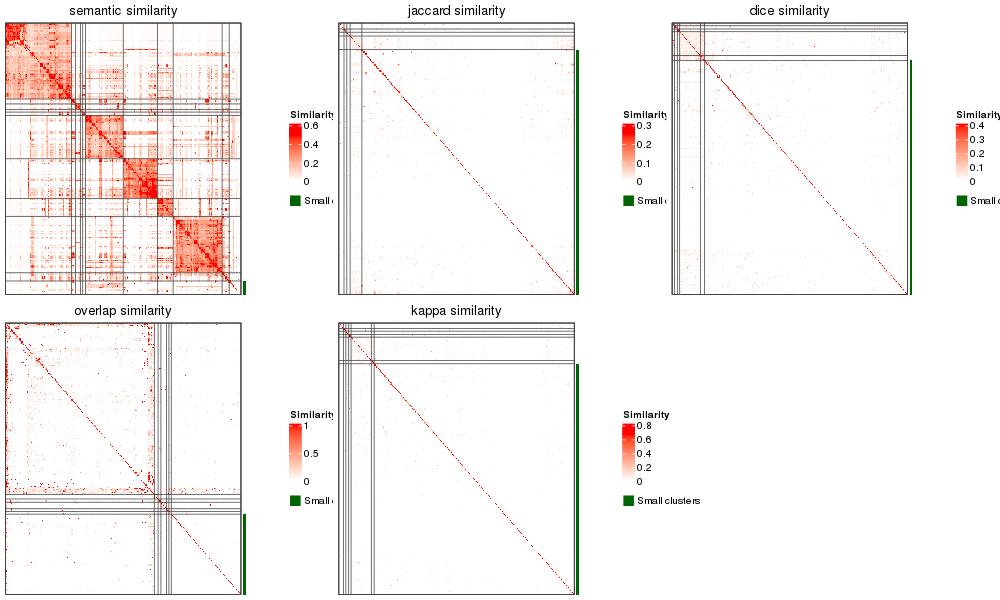 semantic similarity
jaccard similarity
dice similarity
Similarity
0.6
0.4
0.2
0
Small
Similarity
0.3
0.2
0.1
0
Small
Similarity
0.4
0.3
0.2
0.1
0
Small
overlap similarity
kappa similarity
Similarity
1
0.5
0
Small
Similarity
0.8
0.6
0.4
0.2
0
Small clusters